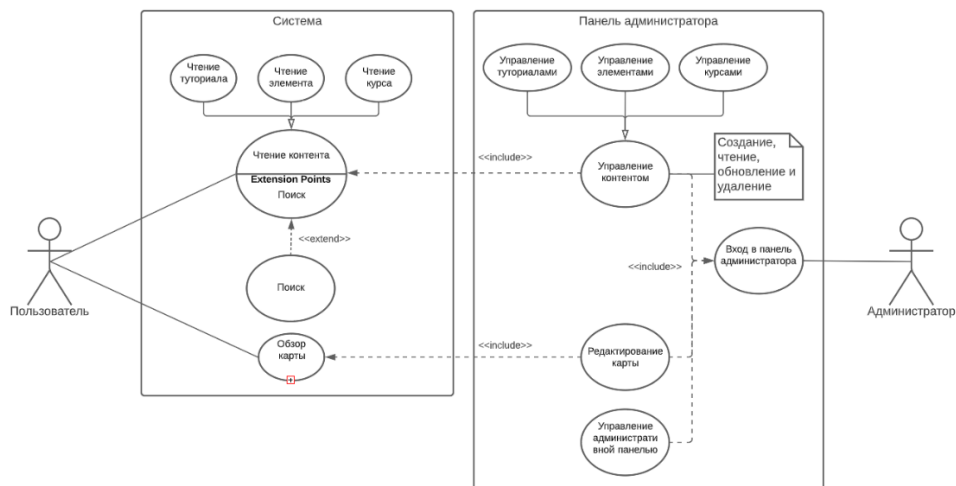 Система
Панель администратора
Чтение
туториала
Чтение
элемента
Чтение
курса
Управление
туториалами
Управление
элементами
Управление
курсами
Чтение контента
Extension Points
Поиск
<<include>>
Управление
контентом
Создание,
чтение,
обновление и
удаление
<<extend>>
Поиск
<<include>>
Вход в панель
администратора
Пользователь
Администратор
Обзор
карты
<<include>>
Редактирование
карты
Управление
администрати
вной панелью